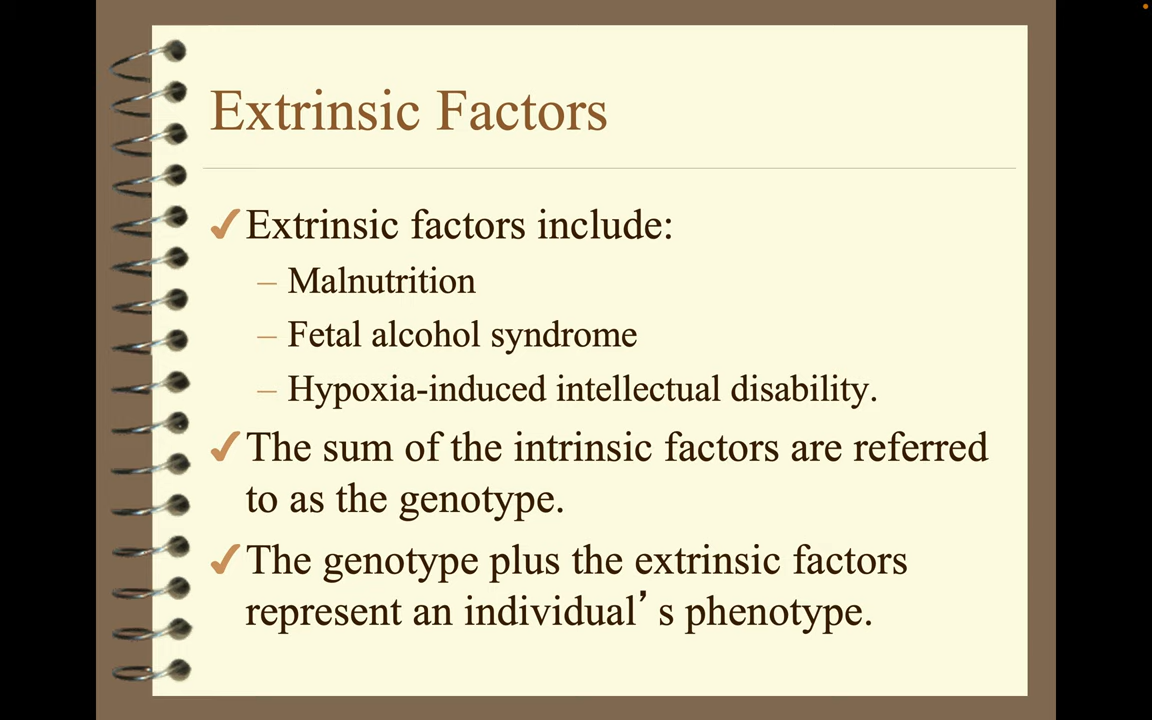 Extrinsic Factors
✓Extrinsic factors include:
– Malnutrition
– Fetal alcohol syndrome
– Hypoxia-induced intellectual disability.
✓The sum of the intrinsic factors are referred
to as the genotype.
✓The genotype plus the extrinsic factors
represent an individual’ s phenotype.